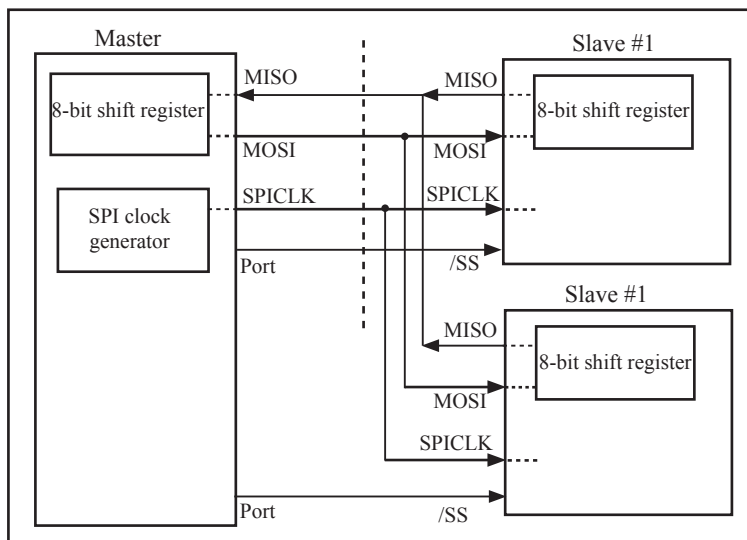 Master
8-bit shift register
SPI clock
generator
MISO
MOSI
SPICLK
Port
Port
Slave #1
MISO
8-bit shift register
MOSI
SPICLK
/SS
Slave #1
MISO
8-bit shift register
MOSI
SPICLK
/SS